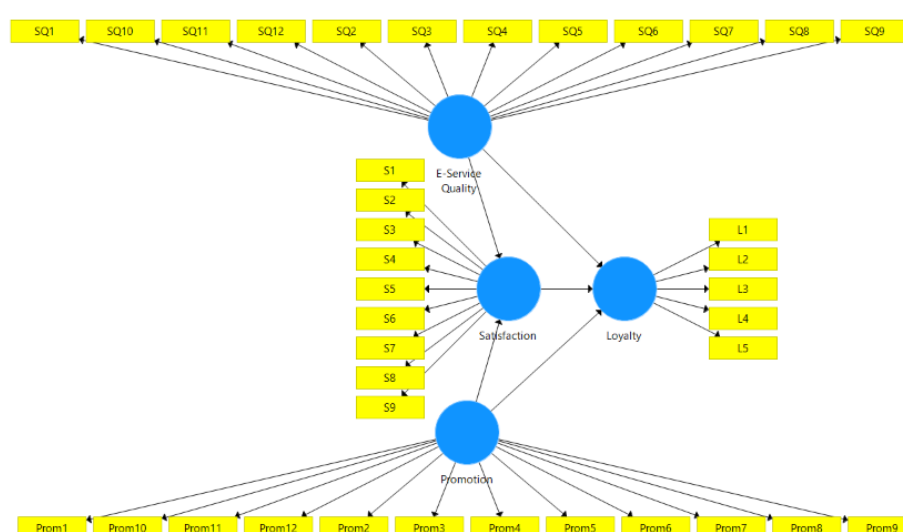 SQ1 SQ10 SQ11 SQ12 SQ2 SQ3 SQ4 SQ5 SQ6 SQ7 SQ8 SQ9
E-Service
Quality
S1
S2
S3
S4
S5
S6
S7
S8
S9
Satisfaction
Loyalty
L1
L2
L3
L4
L5
Promotion
Prom1 Prom10 Prom11 Prom12 Prom2 Prom3 Prom4 Prom5 Prom6 Prom7 Prom8 Prom9